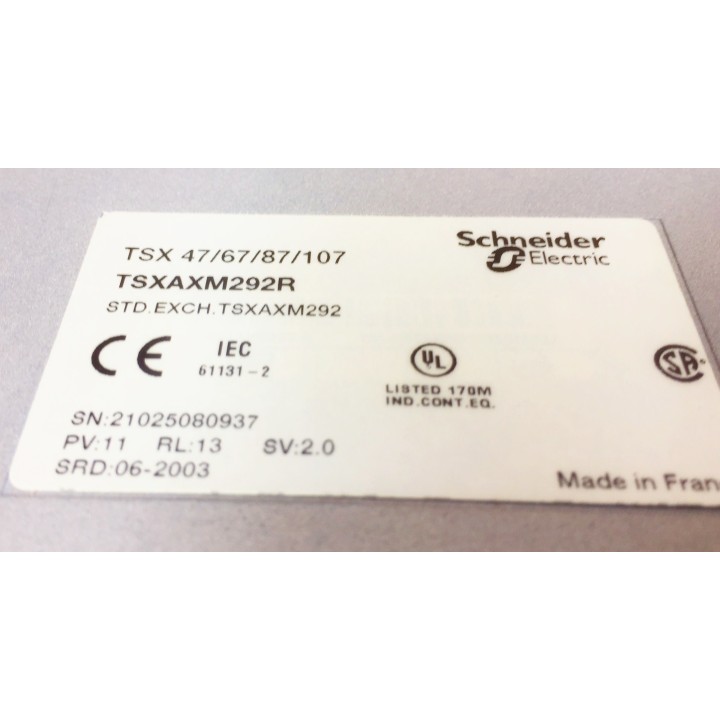 TSX 47/67/87/107
TSXAXM292R
STD.EXCH.TSXAXM292
Schneider
Electric
CE
IEC
61131-2
UL
LISTED 170M
IND.CONT.EQ.
SA
SN:21025080937
PV:11 RL:13 SV:2.0
SRD:06-2003
Made in Fran